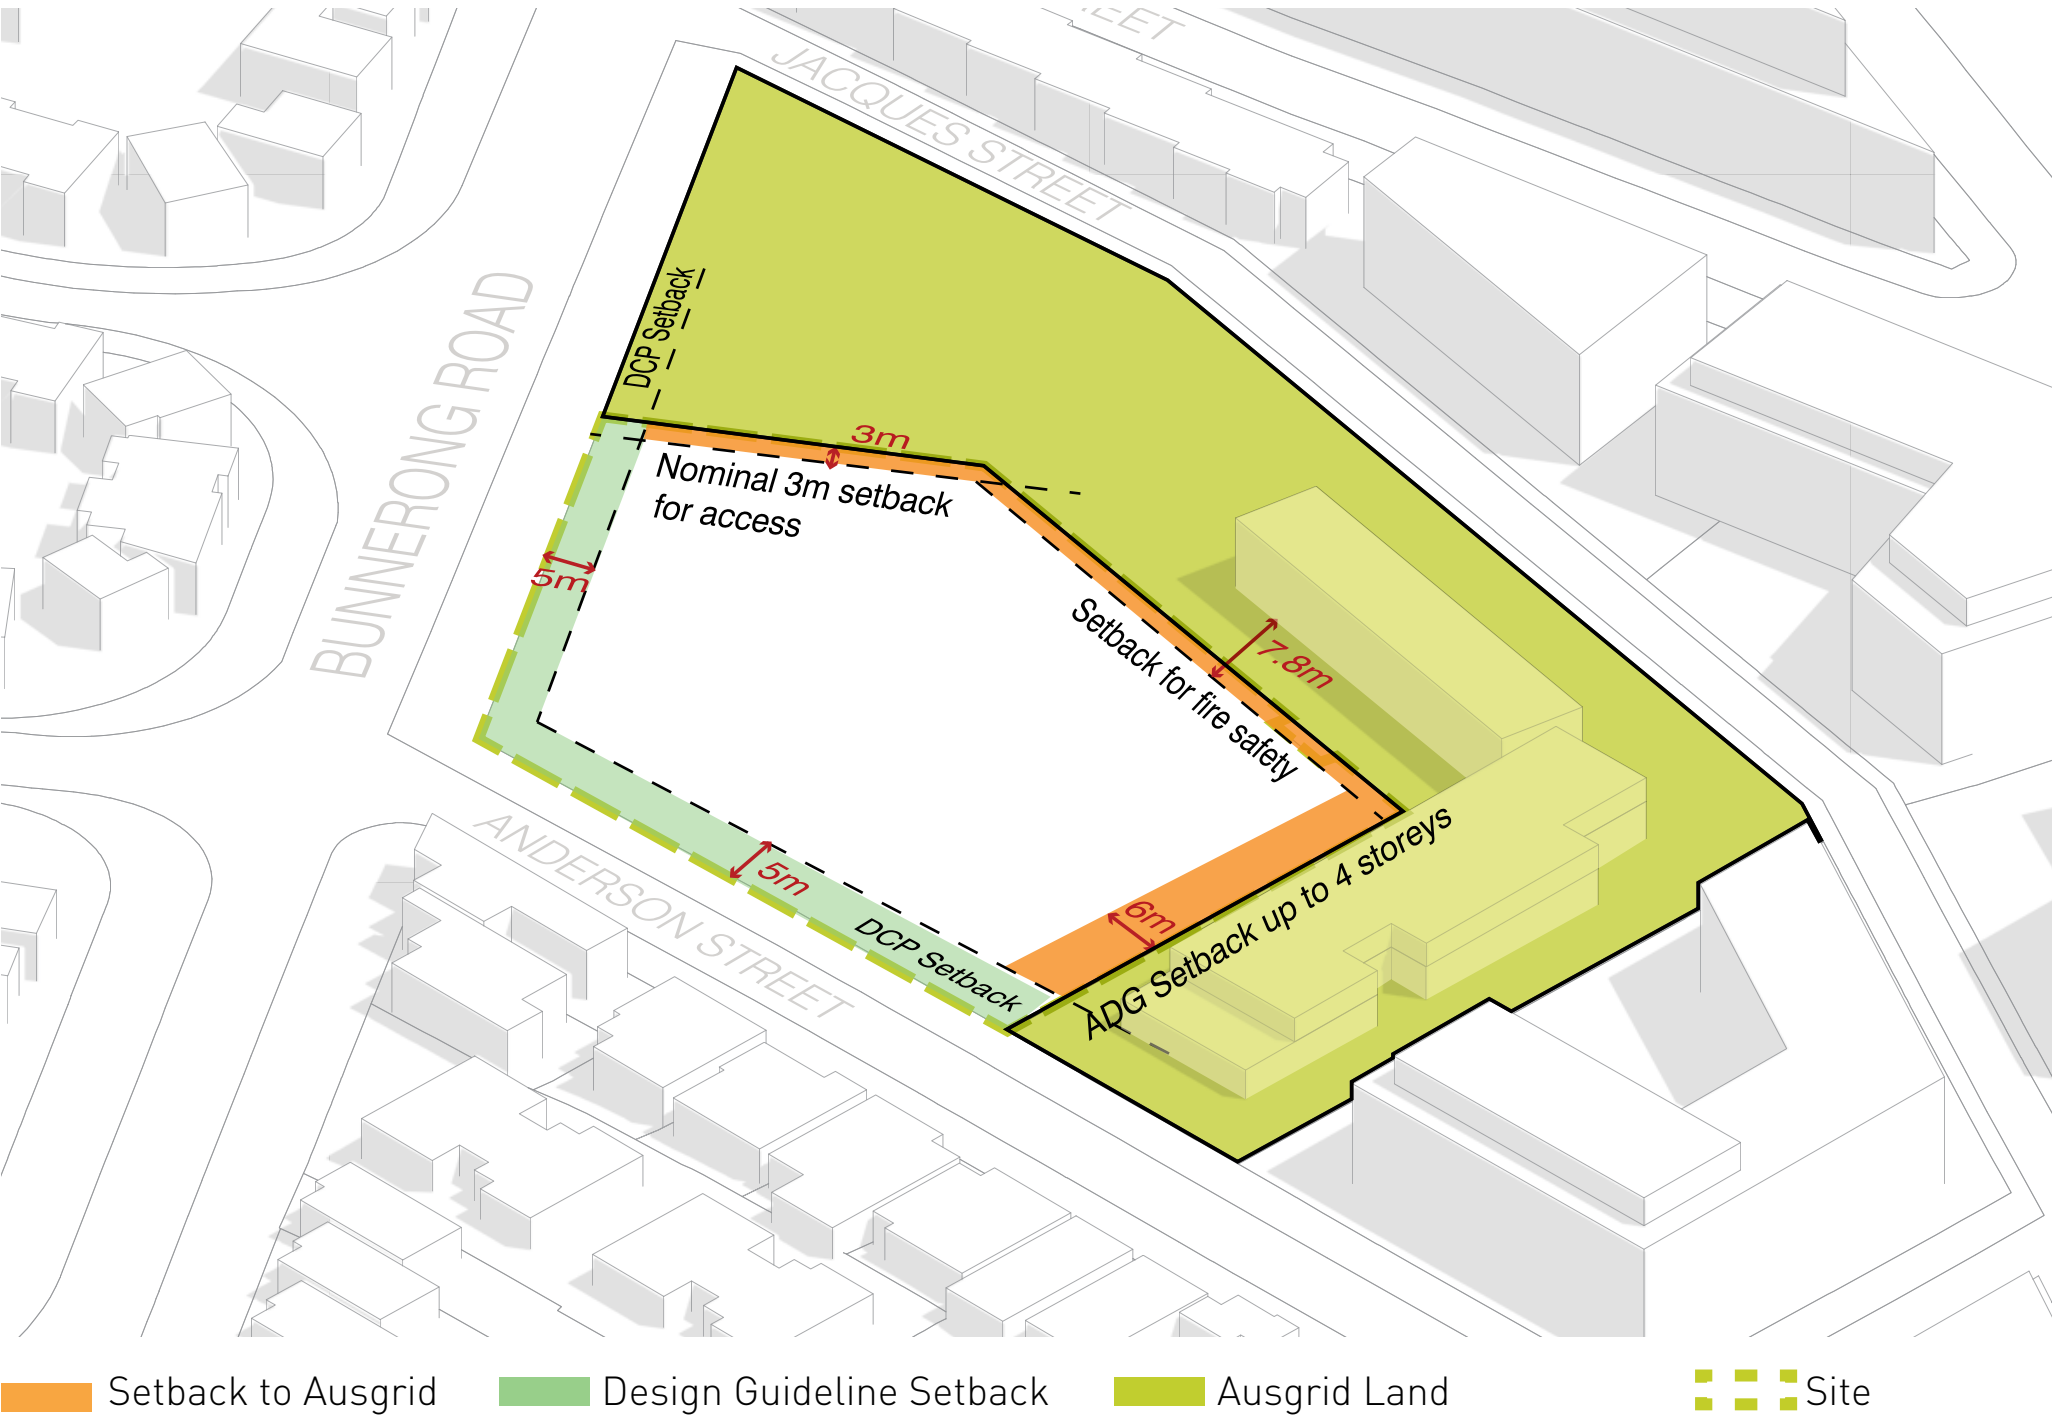 JACQUES STREET
DCP Setback
BUNNERONG ROAD
3m
Nominal 3m setback
for access
5m
Setback for fire safety
7.8m
ANDERSON STREET
5m
DCP Setback
6m
ADG Setback up to 4 storeys
Setback to Ausgrid
Design Guideline Setback
Ausgrid Land
Site